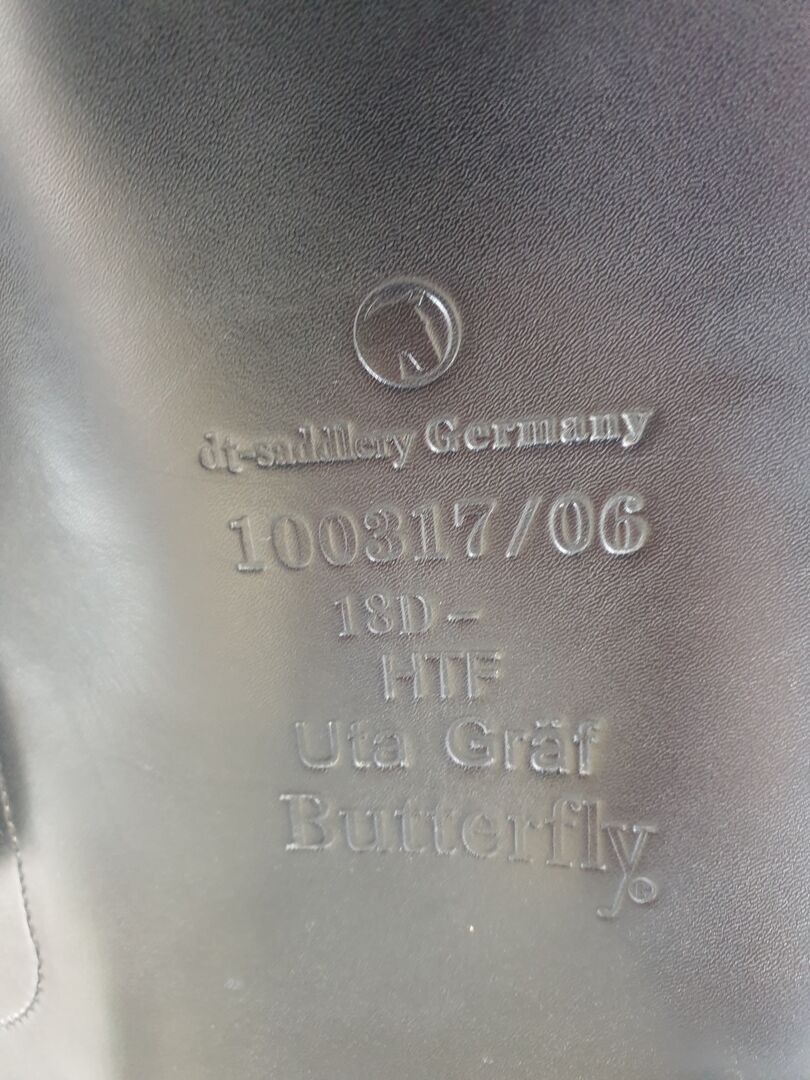 dt-saddlery Germany
100317/06
18D-
HTF
Uta Gräf
Butterfly®